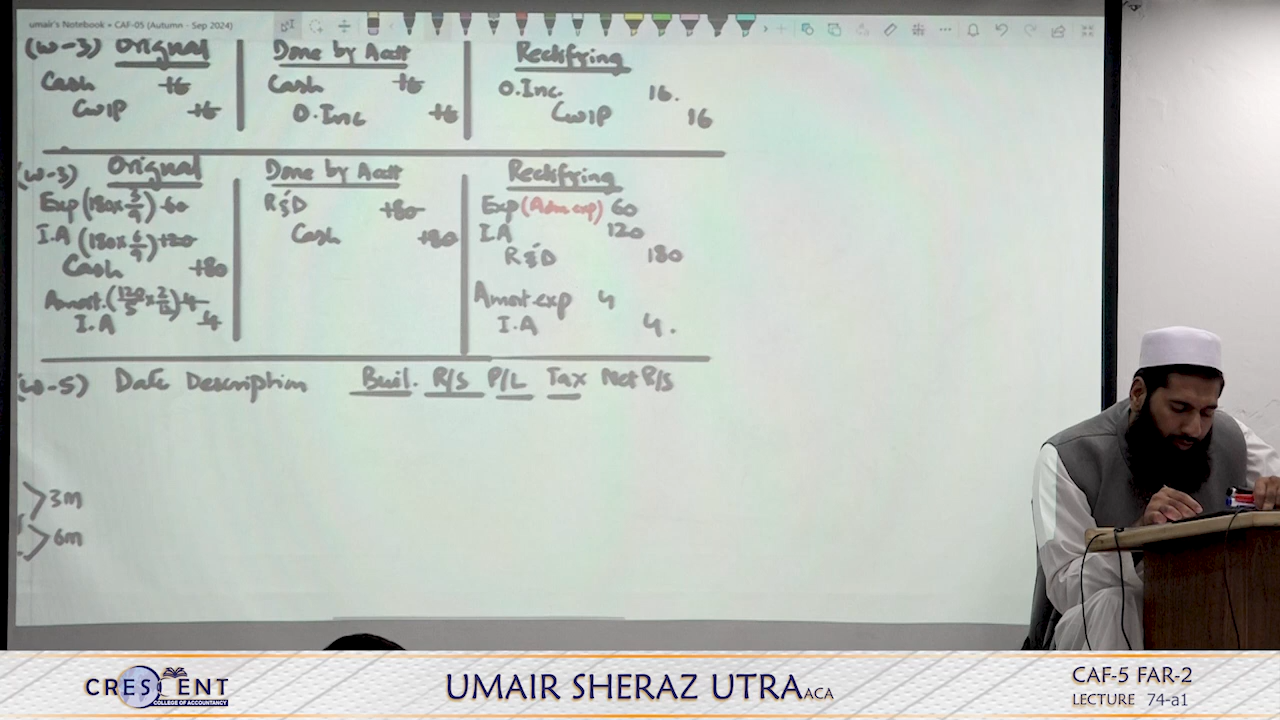 umair's Notebook • CAF-05 (Autumn - Sep 2024)
(W-3) Original Done by Acctt Rectifying
Cash 16 Cash 16 O.Inc. 16.
CWIP 16 O.Inc 16 CWIP 16
(W-3) Original Done by Acctt Rectifying
Exp (180x 3/9) 60 R&D 180 Exp (Adm exp) 60
I.A (180x 6/9) 120 Cash 180 I.A 120
Cash 180 R&D 180
Amort. (120/5 x 2/12) 4 Amort.exp 4
I.A 4 I.A 4.
(W-5) Date Description Buil. R/S P/L Tax Net R/S
3m
6m
CRESCENT
COLLEGE OF ACCOUNTANCY
UMAIR SHERAZ UTRA ACA
CAF-5 FAR-2
LECTURE 74-a1